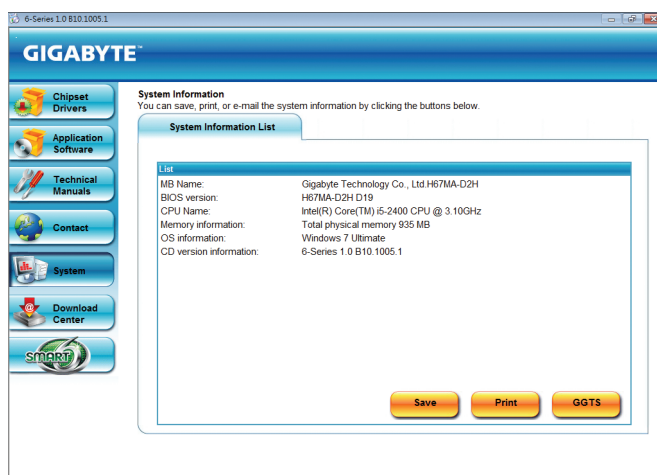 6-Series 1.0 B10.1005.1
GIGABYTE™
Chipset
Drivers
Application
Software
Technical
Manuals
Contact
System
Download
Center
SMART6
System Information
You can save, print, or e-mail the system information by clicking the buttons below.
System Information List
List
MB Name: Gigabyte Technology Co., Ltd.H67MA-D2H
BIOS version: H67MA-D2H D19
CPU Name: Intel(R) Core(TM) i5-2400 CPU @ 3.10GHz
Memory information: Total physical memory 935 MB
OS information: Windows 7 Ultimate
CD version information: 6-Series 1.0 B10.1005.1
Save Print GGTS